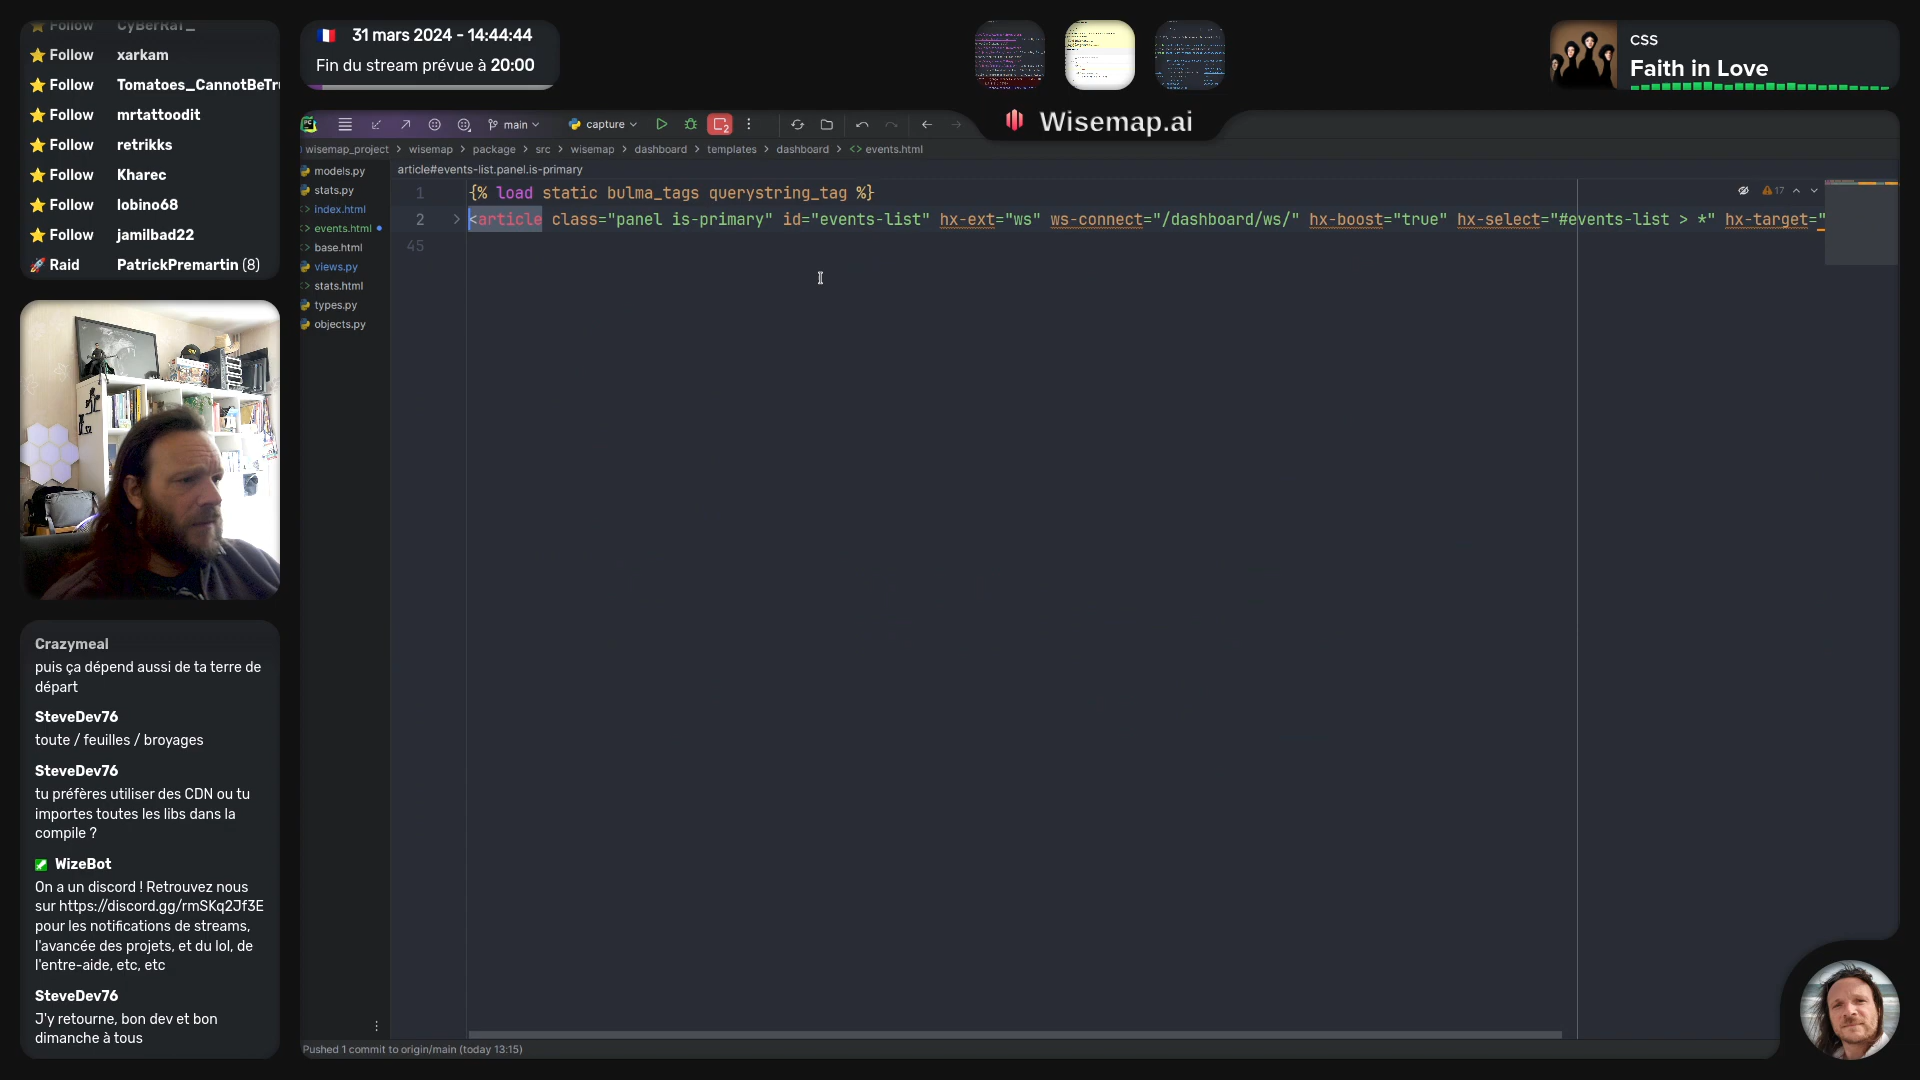 Follow CyBerRaT_
Follow xarkam
Follow Tomatoes_CannotBeTr
Follow mrtattoodit
Follow retrikks
Follow Kharec
Follow lobino68
Follow jamilbad22
Raid PatrickPremartin (8)
31 mars 2024 - 14:44:44
Fin du stream prévue à 20:00
CSS
Faith in Love
PC
main
capture
2
Wisemap.ai
wisemap_project > wisemap > package > src > wisemap > dashboard > templates > dashboard > <> events.html
models.py
stats.py
index.html
events.html
base.html
views.py
stats.html
types.py
objects.py
article#events-list.panel.is-primary
1 {% load static bulma_tags querystring_tag %}
17
2 <article class="panel is-primary" id="events-list" hx-ext="ws" ws-connect="/dashboard/ws/" hx-boost="true" hx-select="#events-list > *" hx-target="
45
Crazymeal
puis ça dépend aussi de ta terre de
départ
SteveDev76
toute / feuilles / broyages
SteveDev76
tu préfères utiliser des CDN ou tu
importes toutes les libs dans la
compile ?
WizeBot
On a un discord ! Retrouvez nous
sur https://discord.gg/rmSKq2Jf3E
pour les notifications de streams,
l'avancée des projets, et du lol, de
l'entre-aide, etc, etc
SteveDev76
J'y retourne, bon dev et bon
dimanche à tous
Pushed 1 commit to origin/main (today 13:15)